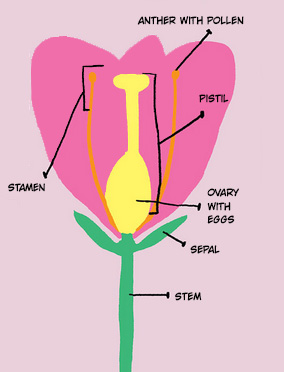 ANTHER WITH POLLEN
PISTIL
STAMEN
OVARY
WITH
EGGS
SEPAL
STEM